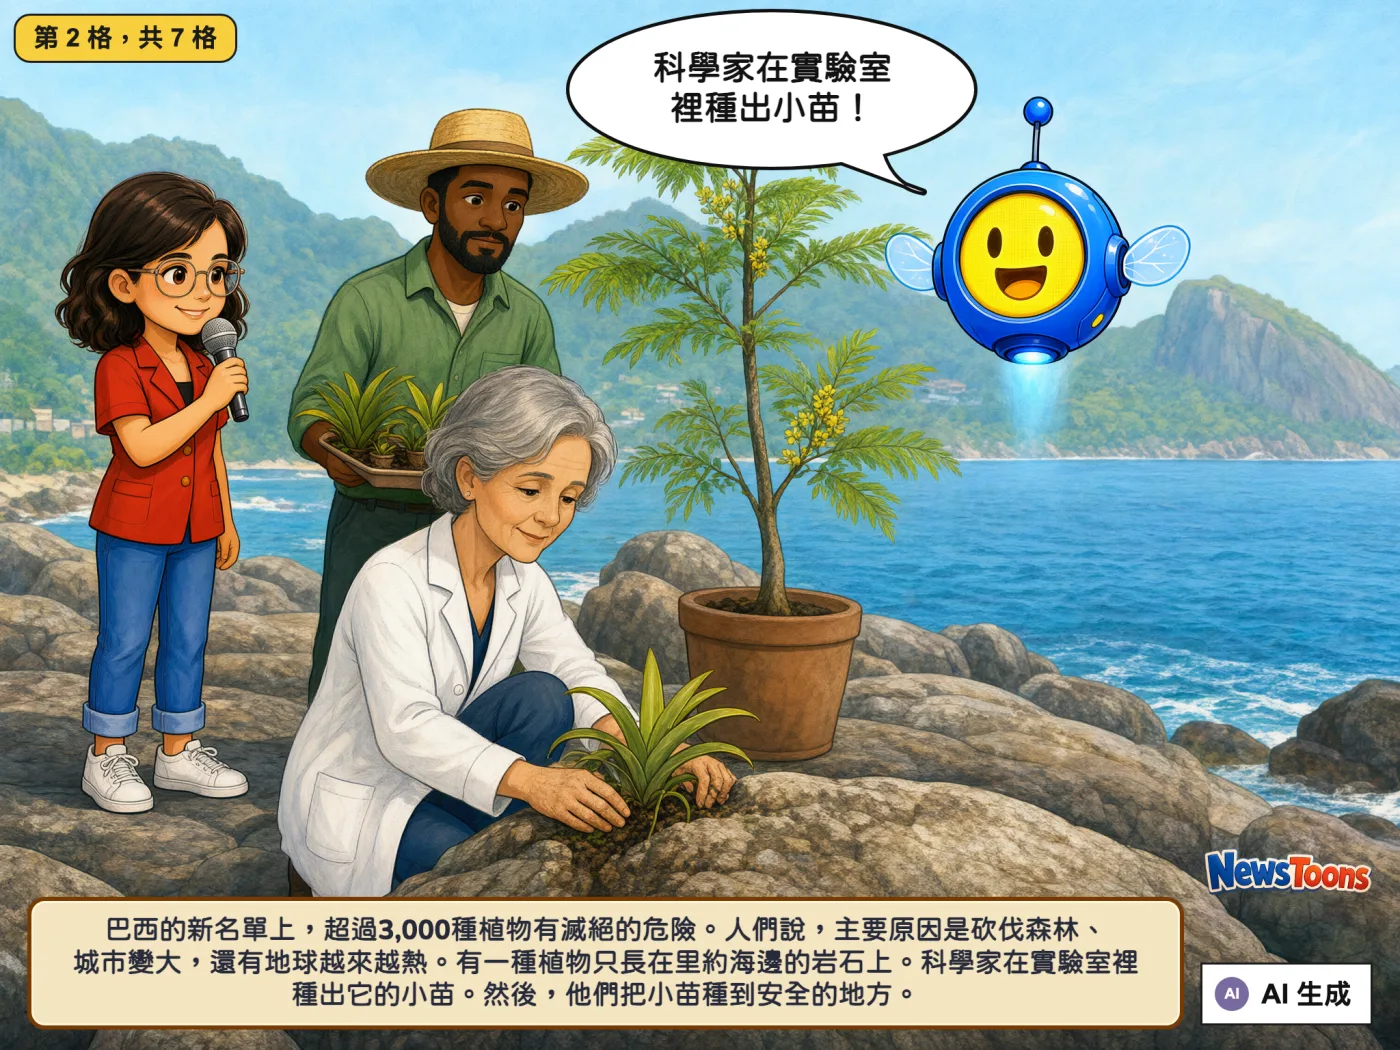 第 2 格，共 7 格
科學家在實驗室
裡種出小苗！
NewsToons
巴西的新名單上，超過3,000種植物有滅絕的危險。人們說，主要原因是砍伐森林、
城市變大，還有地球越來越熱。有一種植物只長在里約海邊的岩石上。科學家在實驗室裡
種出它的小苗。然後，他們把小苗種到安全的地方。
AI AI 生成